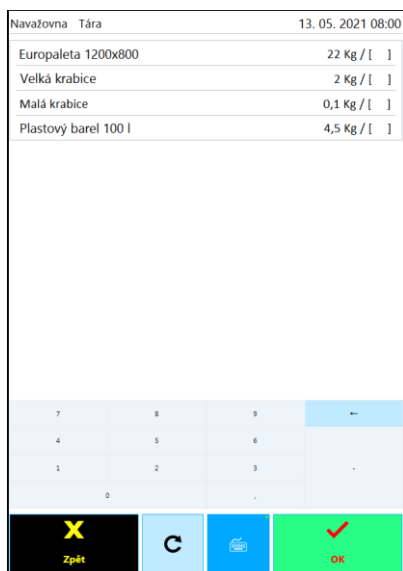 Navažovna Tára 13. 05. 2021 08:00
Europaleta 1200x800 22 Kg / [ ]
Velká krabice 2 Kg / [ ]
Malá krabice 0,1 Kg / [ ]
Plastový barel 100 l 4,5 Kg / [ ]
7 8 9 ←
4 5 6
1 2 3 .
0 ,
X
Zpět OK